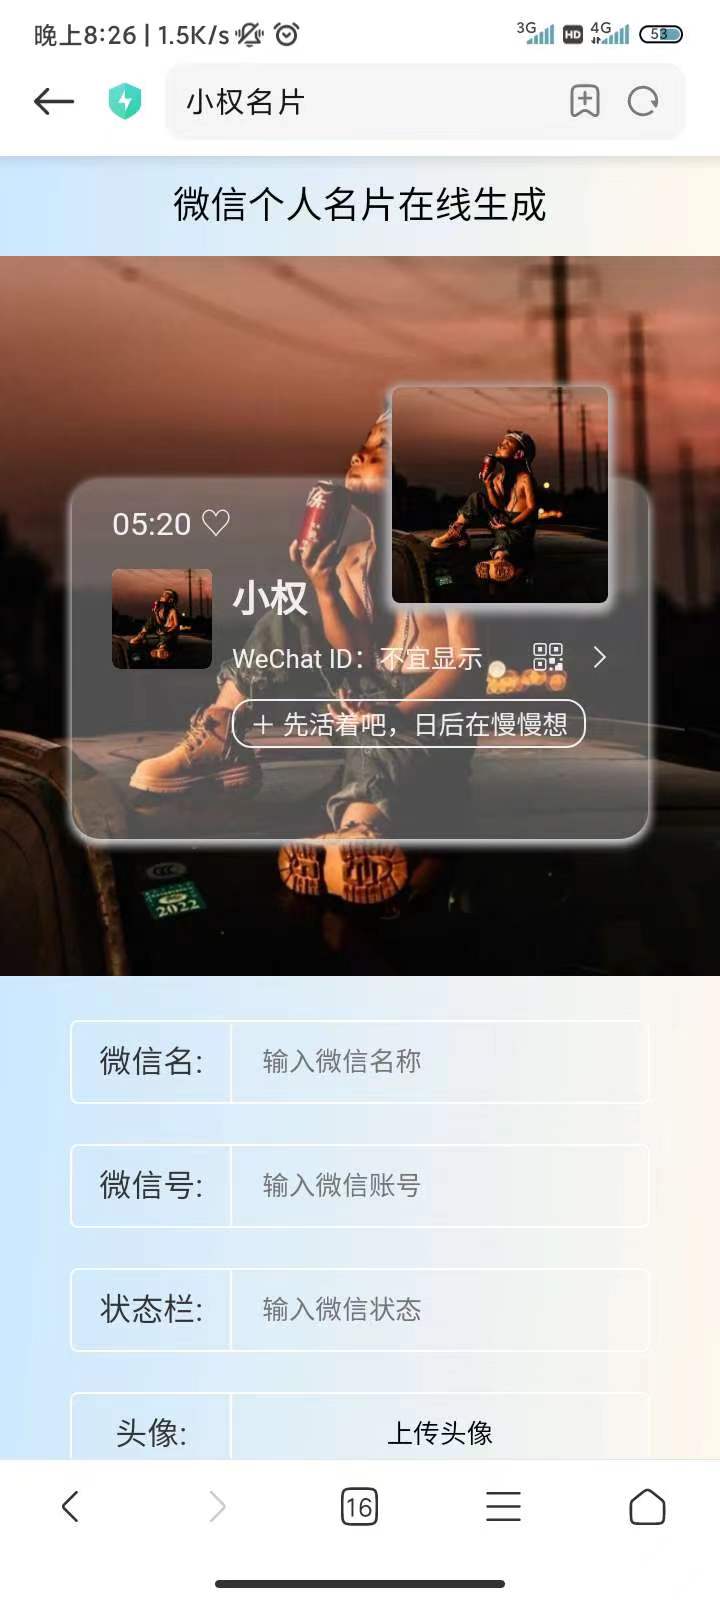 晚上8:26 | 1.5K/s
3G HD 4G 53
小权名片
微信个人名片在线生成
05:20 ♡
小权
WeChat ID：不宜显示
＋ 先活着吧，日后在慢慢想
2022
微信名: 输入微信名称
微信号: 输入微信账号
状态栏: 输入微信状态
头像: 上传头像
16